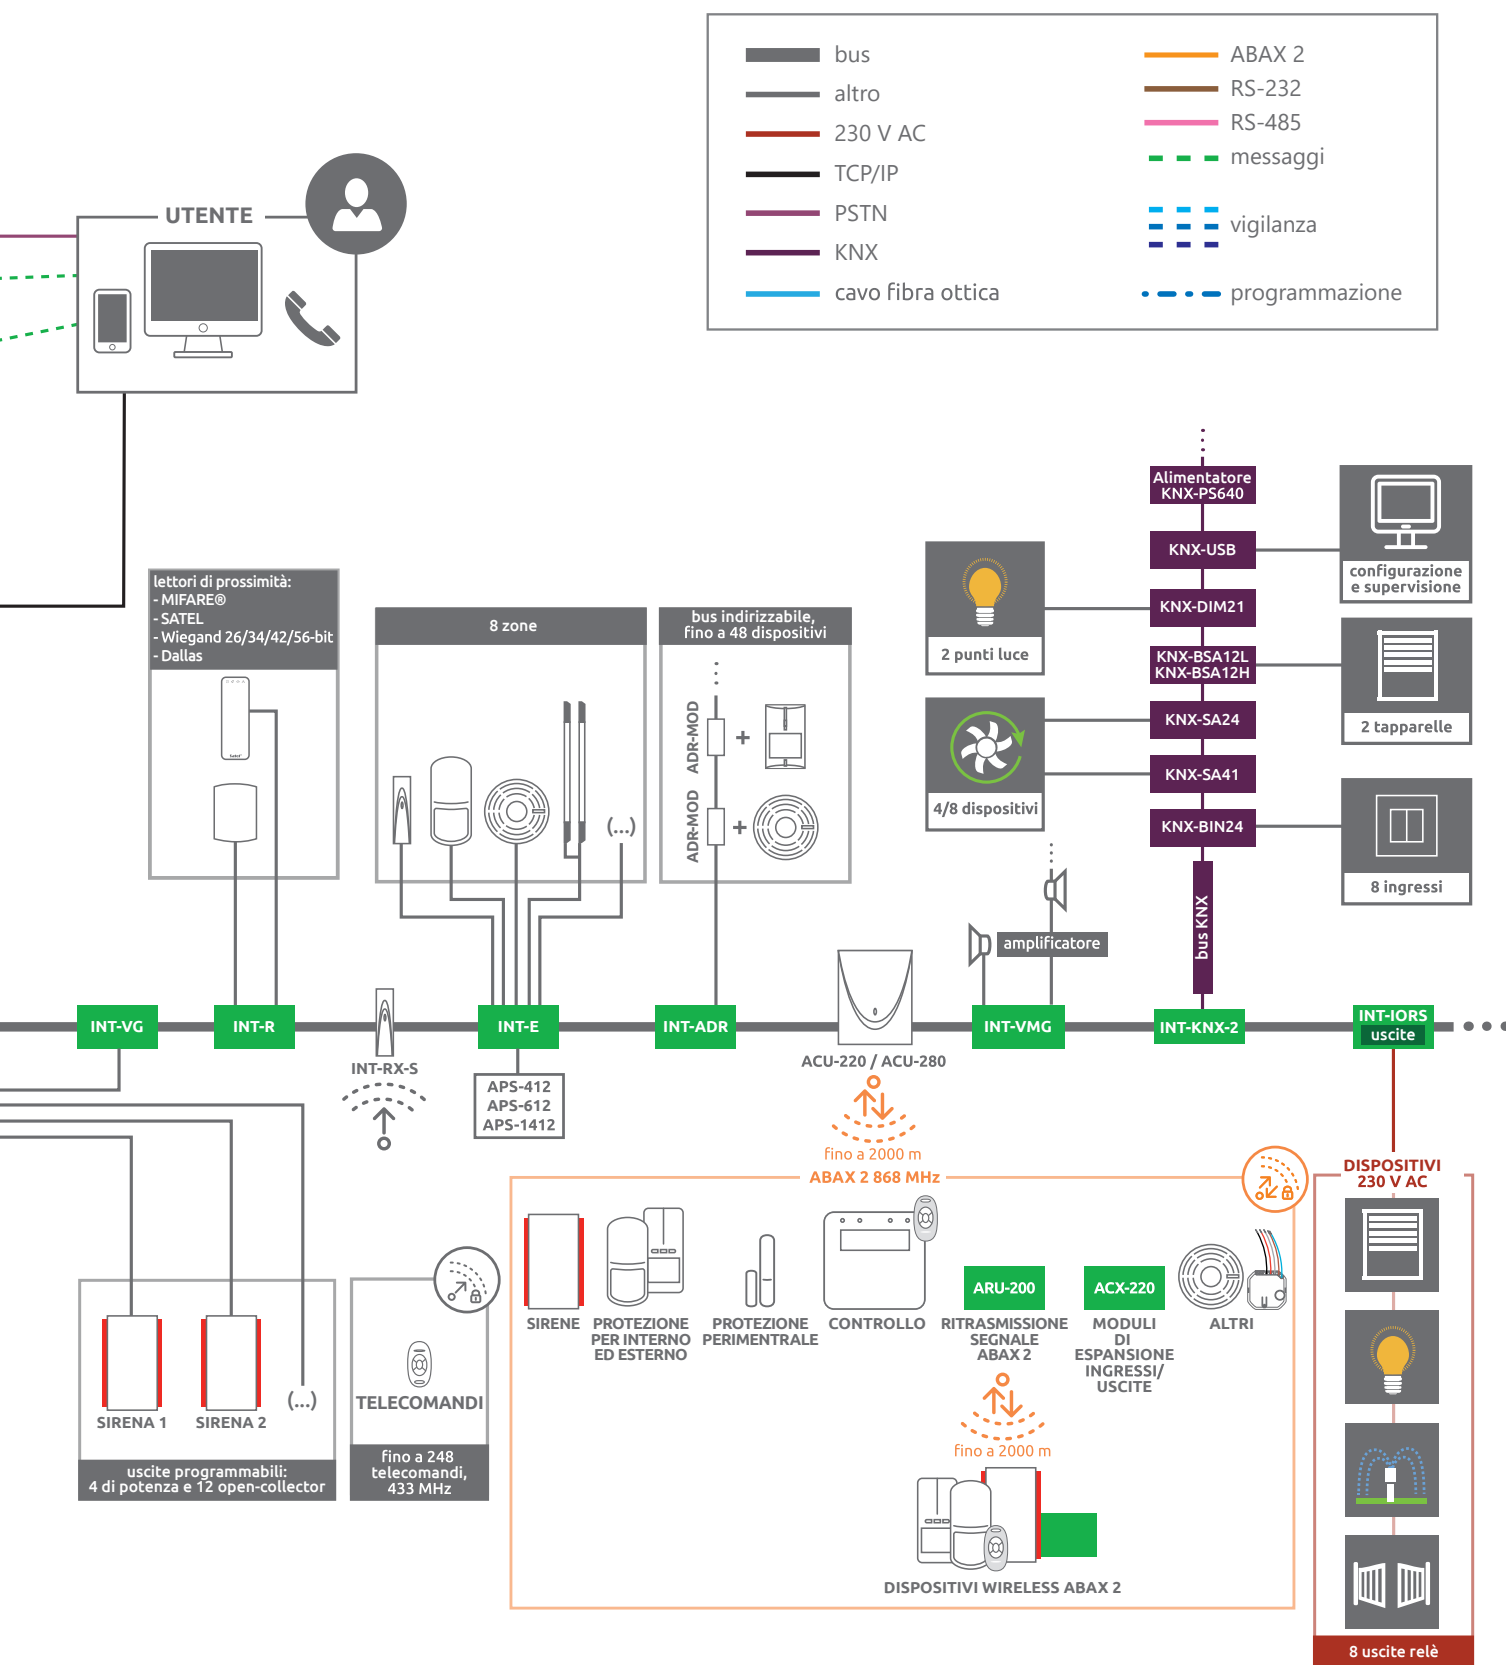 bus
altro
230 V AC
TCP/IP
PSTN
KNX
cavo fibra ottica
ABAX 2
RS-232
RS-485
messaggi
vigilanza
programmazione
UTENTE
Alimentatore
KNX-PS640
KNX-USB
KNX-DIM21
KNX-BSA12L
KNX-BSA12H
KNX-SA24
KNX-SA41
KNX-BIN24
bus KNX
configurazione
e supervisione
2 tapparelle
8 ingressi
2 punti luce
4/8 dispositivi
lettori di prossimità:
- MIFARE®
- SATEL
- Wiegand 26/34/42/56-bit
- Dallas
8 zone
(...)
bus indirizzabile,
fino a 48 dispositivi
ADR-MOD
+
ADR-MOD
+
amplificatore
INT-VG
INT-R
INT-RX-S
INT-E
APS-412
APS-612
APS-1412
INT-ADR
ACU-220 / ACU-280
fino a 2000 m
INT-VMG
INT-KNX-2
INT-IORS
uscite
ABAX 2 868 MHz
SIRENE
PROTEZIONE
PER INTERNO
ED ESTERNO
PROTEZIONE
PERIMENTRALE
CONTROLLO
ARU-200
RITRASMISSIONE
SEGNALE
ABAX 2
fino a 2000 m
ACX-220
MODULI
DI
ESPANSIONE
INGRESSI/
USCITE
ALTRI
DISPOSITIVI WIRELESS ABAX 2
DISPOSITIVI
230 V AC
8 uscite relè
SIRENA 1
SIRENA 2
(...)
uscite programmabili:
4 di potenza e 12 open-collector
TELECOMANDI
fino a 248
telecomandi,
433 MHz